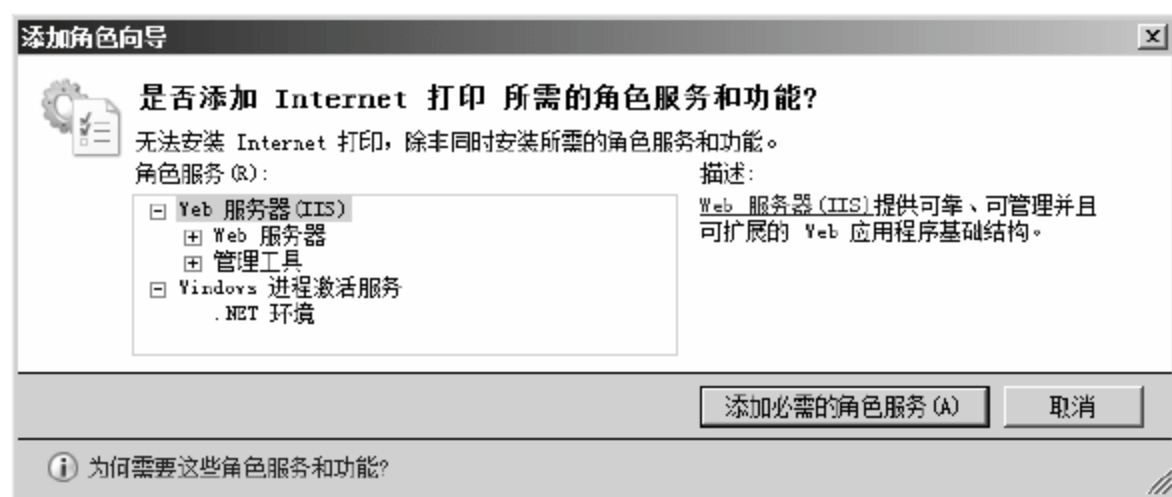 添加角色向导
是否添加 Internet 打印 所需的角色服务和功能?
无法安装 Internet 打印，除非同时安装所需的角色服务和功能。
角色服务(R):
描述:
Web 服务器(IIS)
Web 服务器
管理工具
Windows 进程激活服务
.NET 环境
Web 服务器(IIS)提供可靠、可管理并且
可扩展的 Web 应用程序基础结构。
添加必需的角色服务(A)
取消
为何需要这些角色服务和功能?